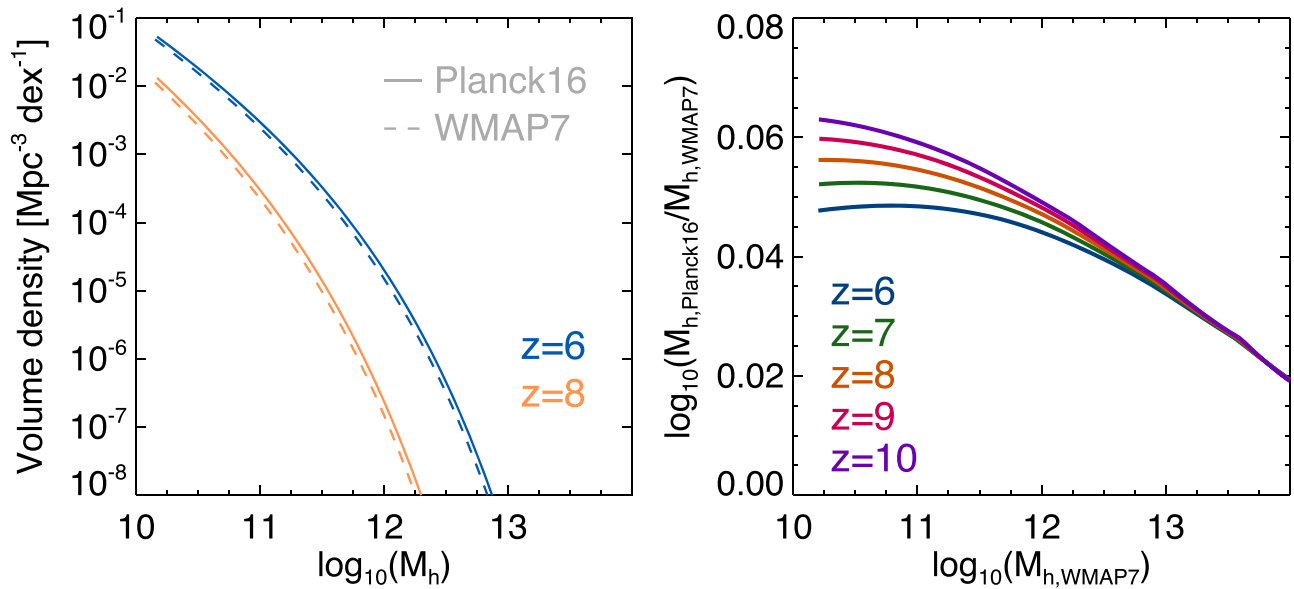 Volume density [Mpc⁻³ dex⁻¹]
10⁻¹
10⁻²
10⁻³
10⁻⁴
10⁻⁵
10⁻⁶
10⁻⁷
10⁻⁸
Planck16
WMAP7
z=6
z=8
10 11 12 13
log₁₀(Mₕ)
log₁₀(Mₕ,Planck16/Mₕ,WMAP7)
0.08
0.06
0.04
0.02
0.00
z=6
z=7
z=8
z=9
z=10
10 11 12 13
log₁₀(Mₕ,WMAP7)